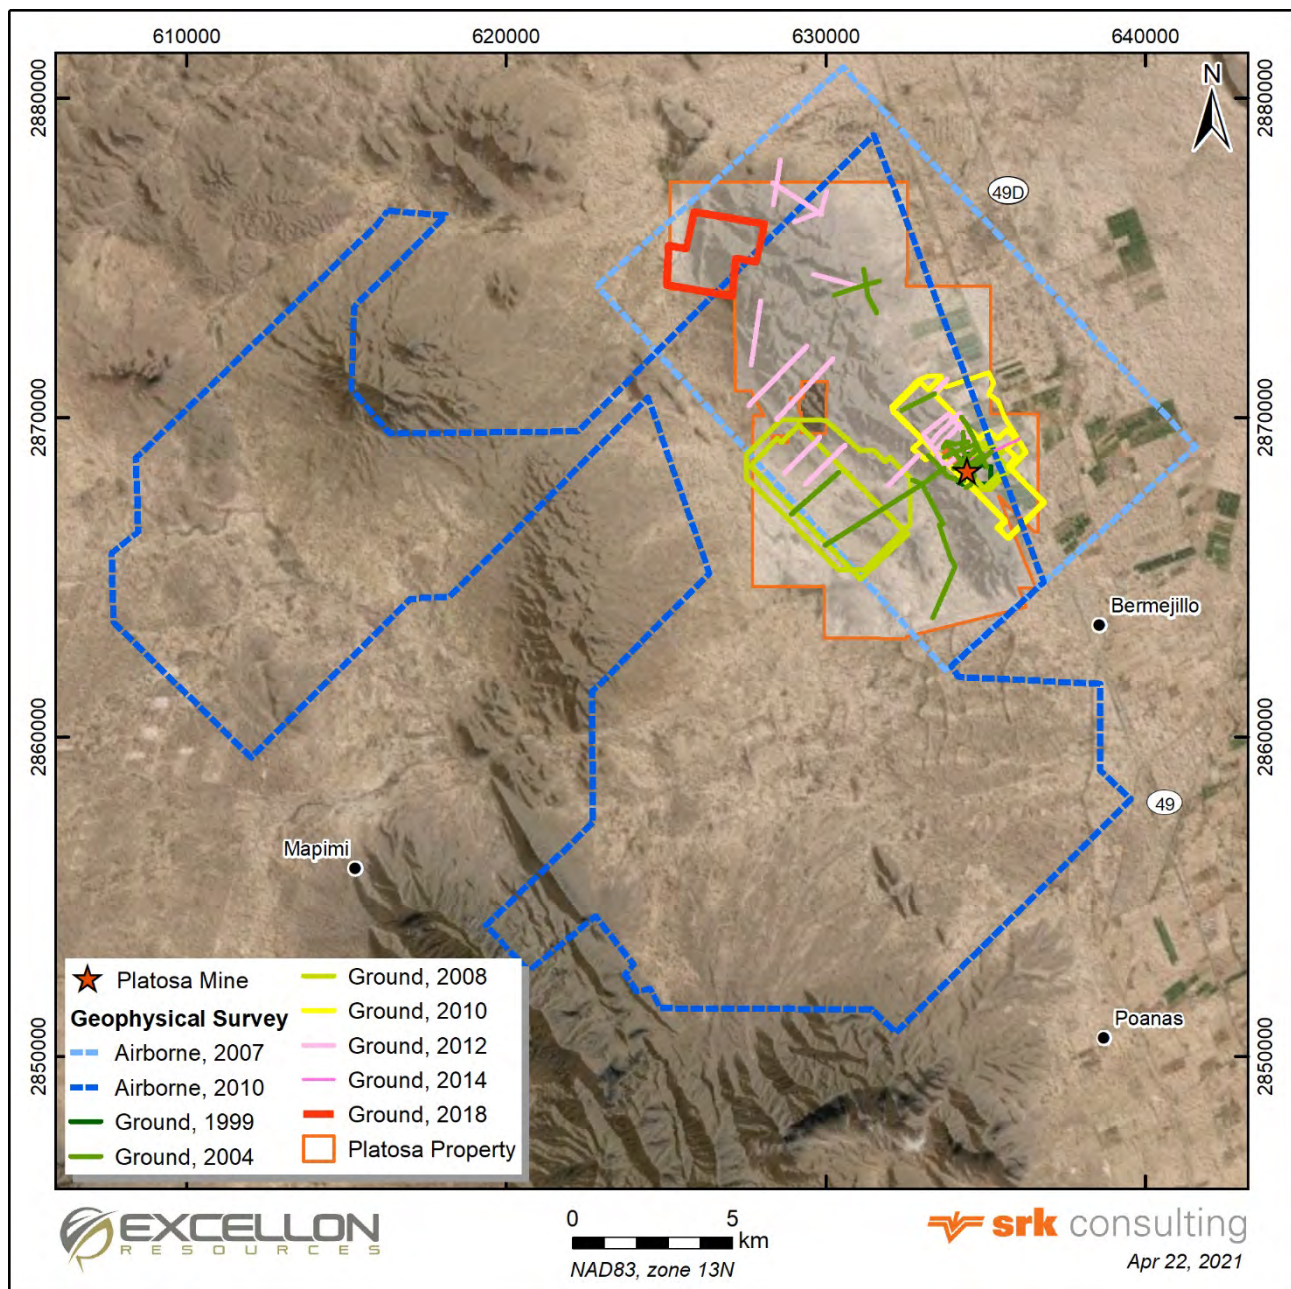 610000 620000 630000 640000
2880000
2880000
N
49D
2870000
2870000
Bermejillo
2860000
2860000
49
Mapimi
Poanas
2850000
2850000
Platosa Mine
Geophysical Survey
Airborne, 2007
Airborne, 2010
Ground, 1999
Ground, 2004
Ground, 2008
Ground, 2010
Ground, 2012
Ground, 2014
Ground, 2018
Platosa Property
EXCELLON
RESOURCES
0 5
km
NAD83, zone 13N
srk consulting
Apr 22, 2021